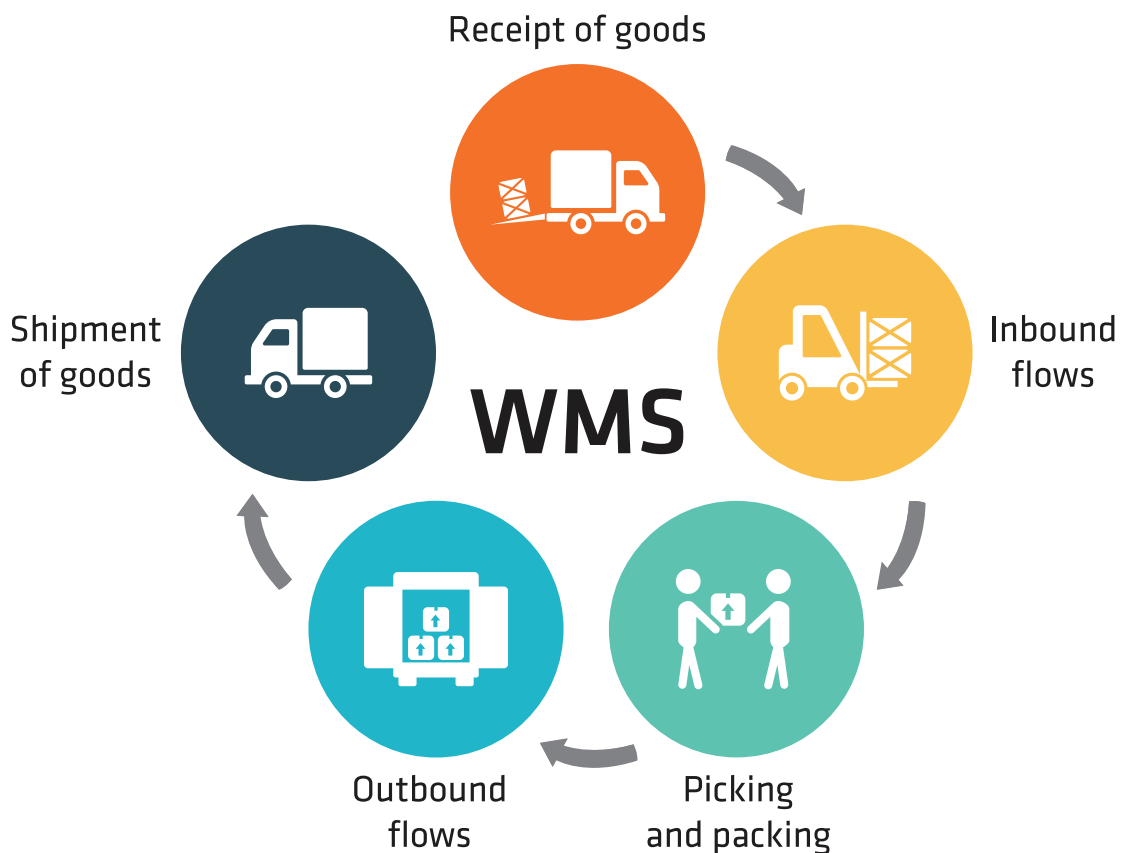 Receipt of goods
Inbound
flows
Shipment
of goods
WMS
Outbound
flows
Picking
and packing